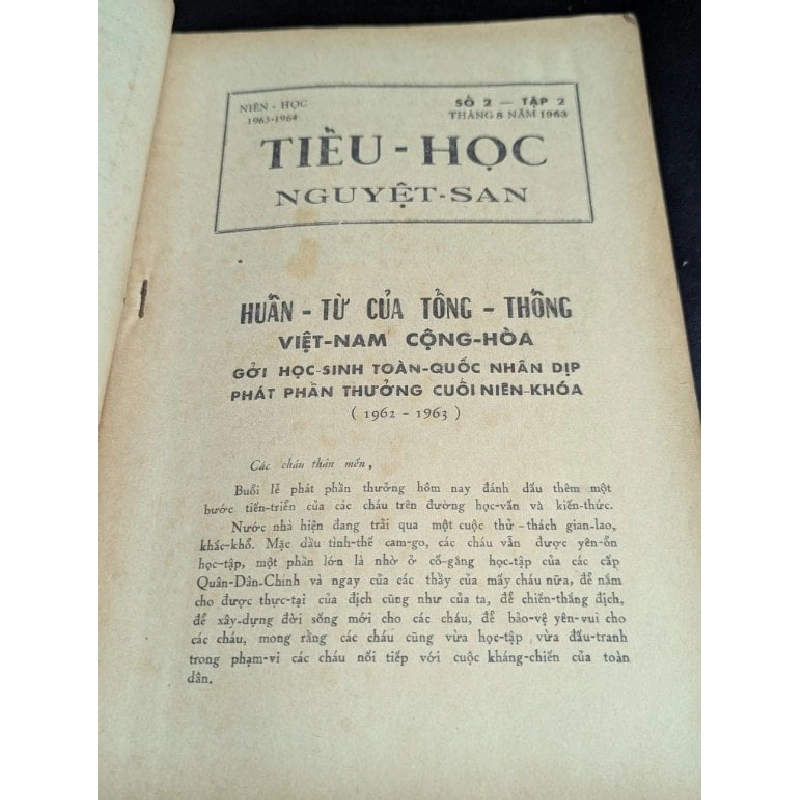 NIÊN - HỌC
1963-1964
SỐ 2 — TẬP 2
THÁNG 8 NĂM 1963
TIỂU - HỌC
NGUYỆT-SAN
HUẤN - TỪ CỦA TỔNG - THỐNG
VIỆT-NAM CỘNG-HÒA
GỞI HỌC-SINH TOÀN-QUỐC NHÂN DỊP
PHÁT PHẦN THƯỞNG CUỐI NIÊN-KHÓA
( 1962 - 1963 )
Các cháu thân mến,
Buổi lễ phát phần thưởng hôm nay đánh dấu thêm một
bước tiến-triển của các cháu trên đường học-vấn và kiến-thức.
Nước nhà hiện đang trải qua một cuộc thử-thách gian-lao,
khắc-khổ. Mặc dầu tình-thế cam-go, các cháu vẫn được yên-ổn
học-tập, một phần lớn là nhờ ở cố-gắng học-tập của các cấp
Quân-Dân-Chính và ngay của các thầy của mấy cháu nữa, để nắm
cho được thực-tại của địch cũng như của ta, để chiến-thắng địch,
để xây-dựng đời sống mới cho các cháu, để bảo-vệ yên-vui cho
các cháu, mong rằng các cháu cũng vừa học-tập vừa đấu-tranh
trong phạm-vi các cháu nối tiếp với cuộc kháng-chiến của toàn
dân.